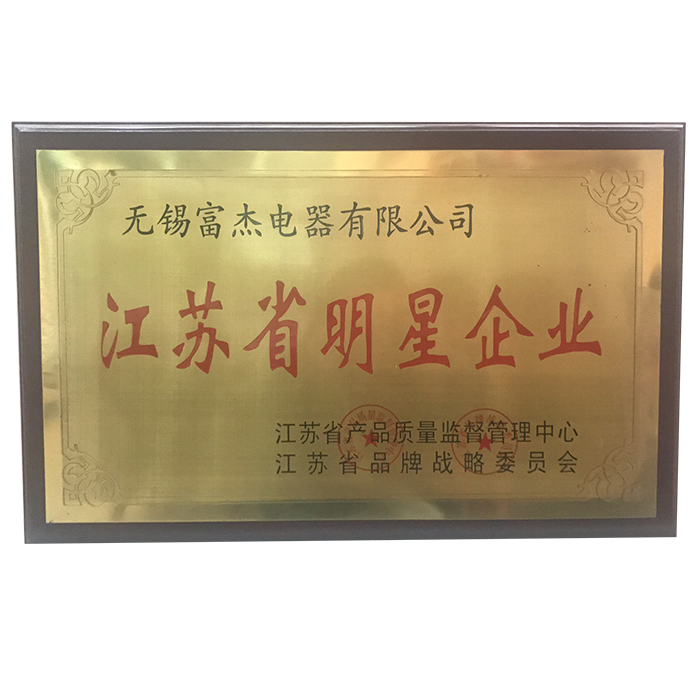 无锡富杰电器有限公司
江苏省明星企业
江苏省产品质量监督管理中心
江苏省品牌战略委员会